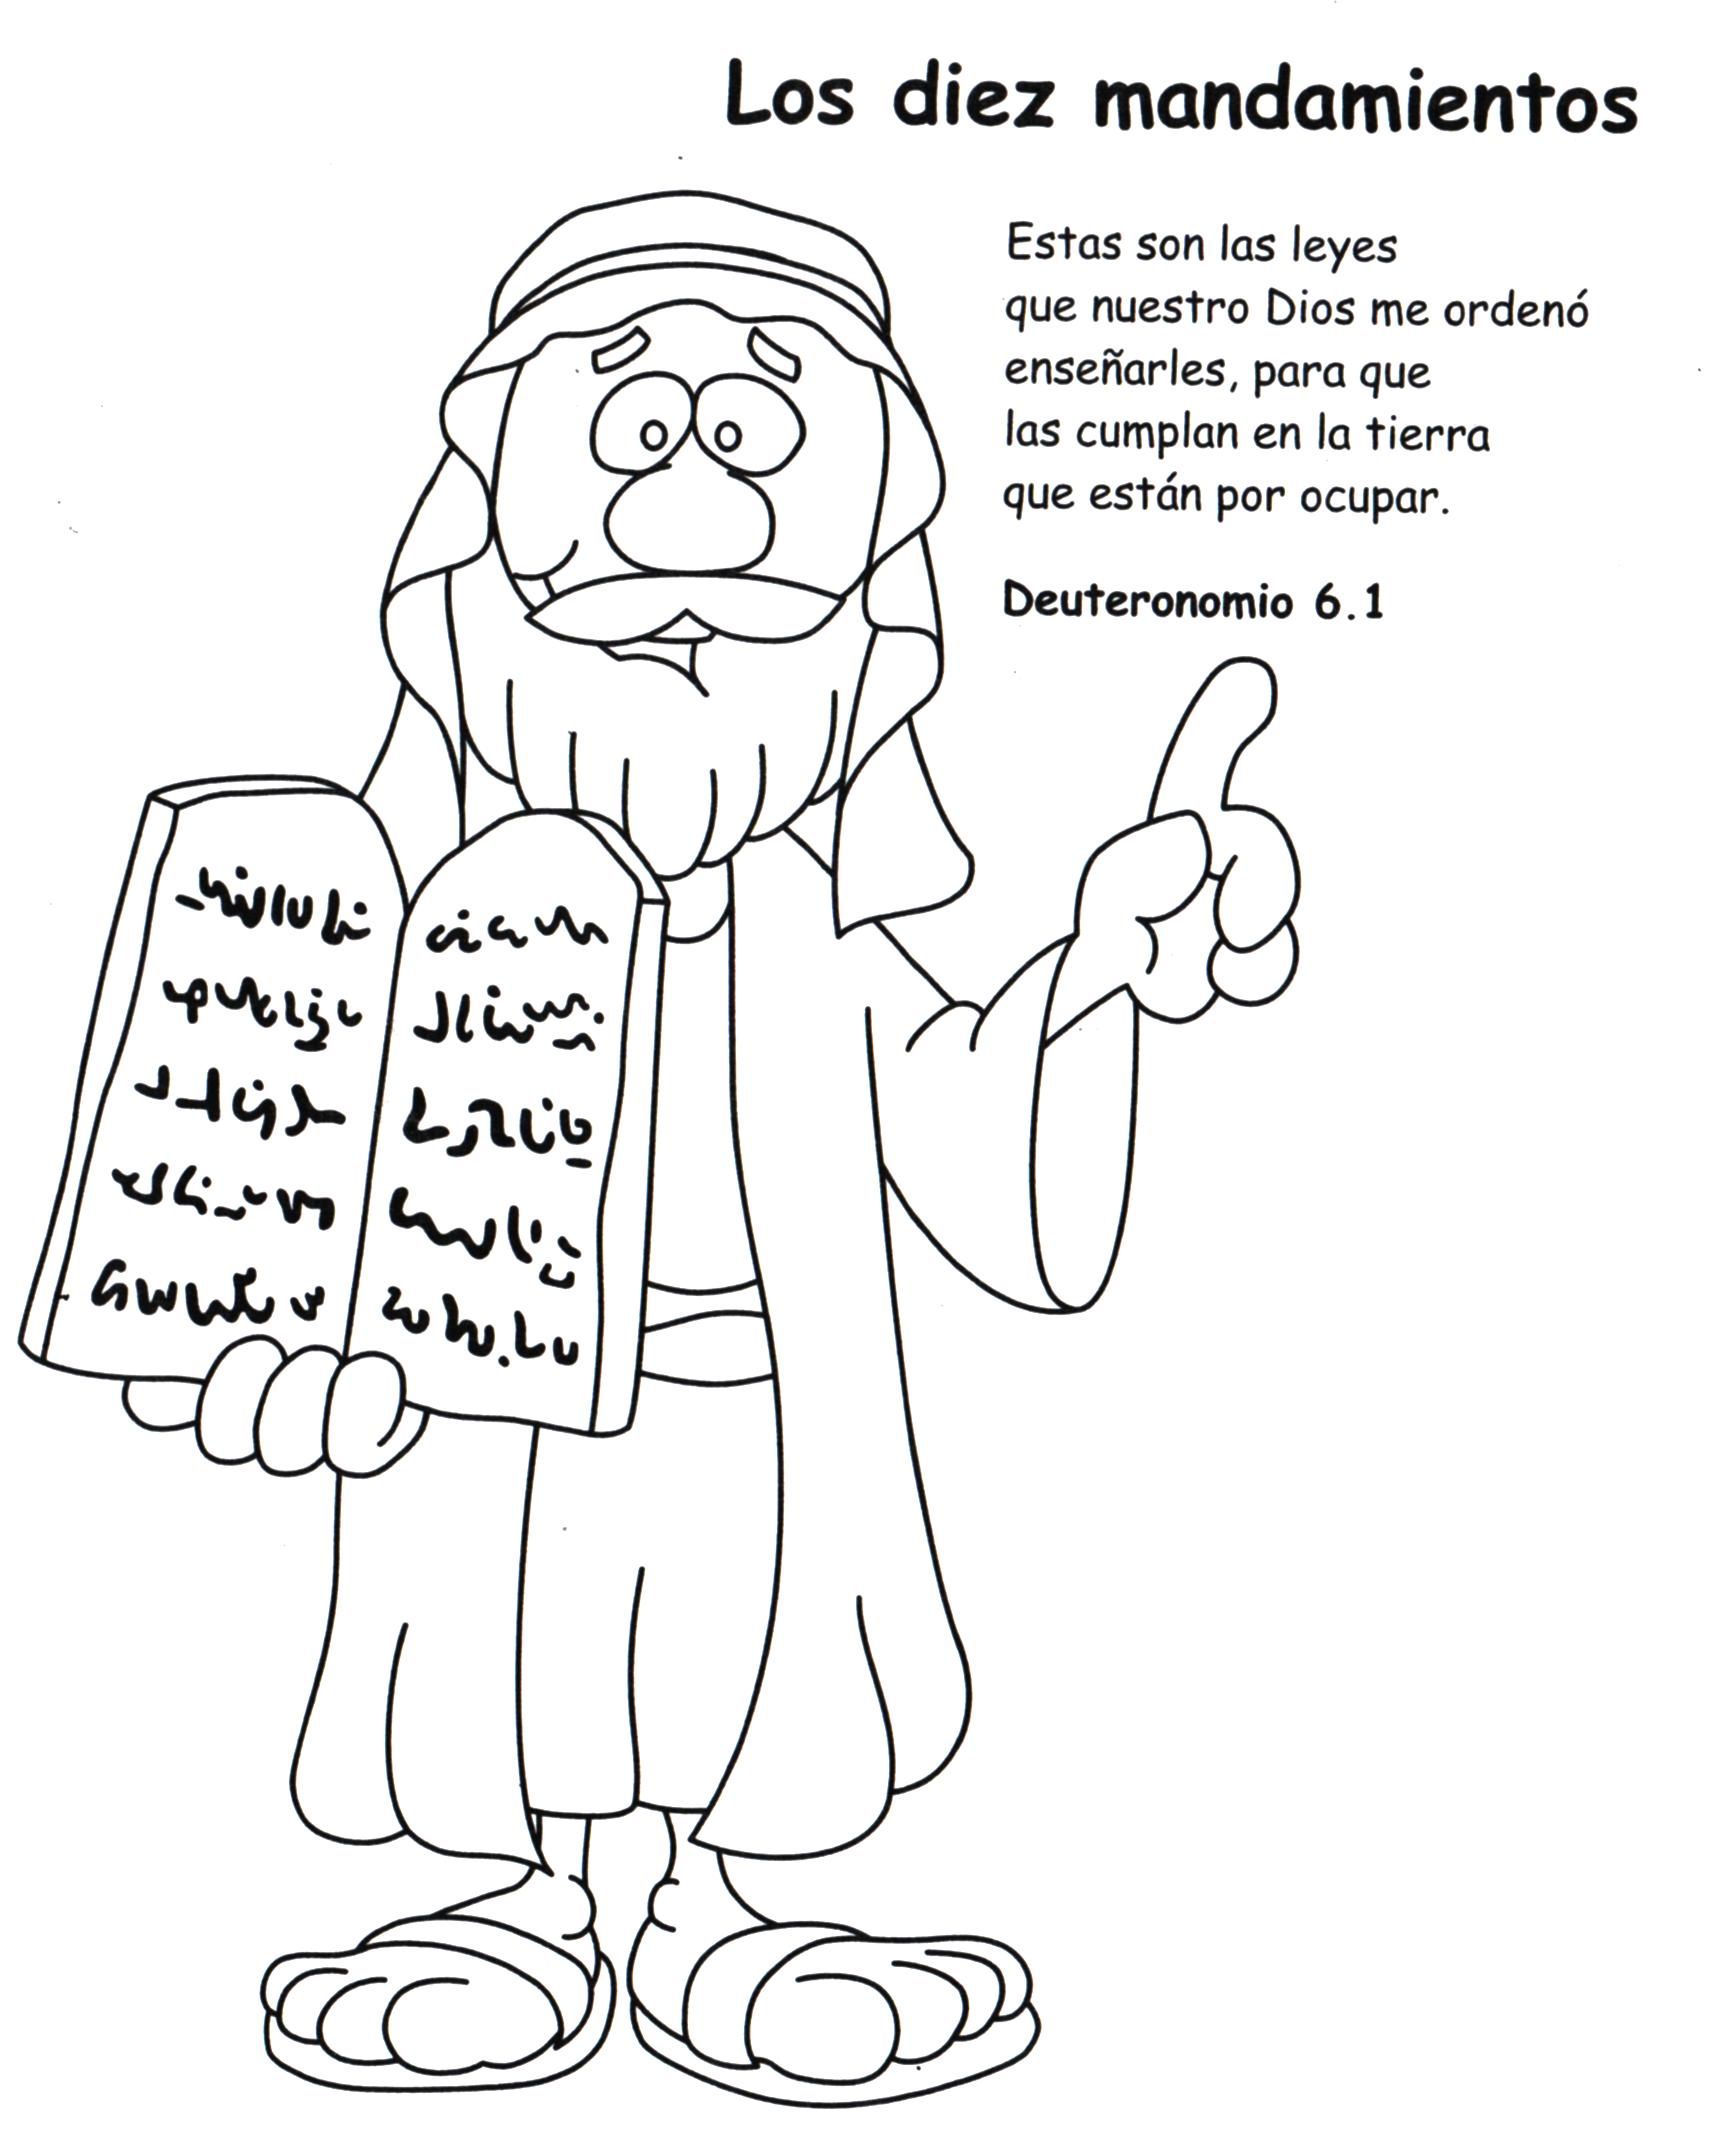 Los diez mandamientos
Estas son las leyes
que nuestro Dios me ordenó
enseñarles, para que
las cumplan en la tierra
que están por ocupar.
Deuteronomio 6.1